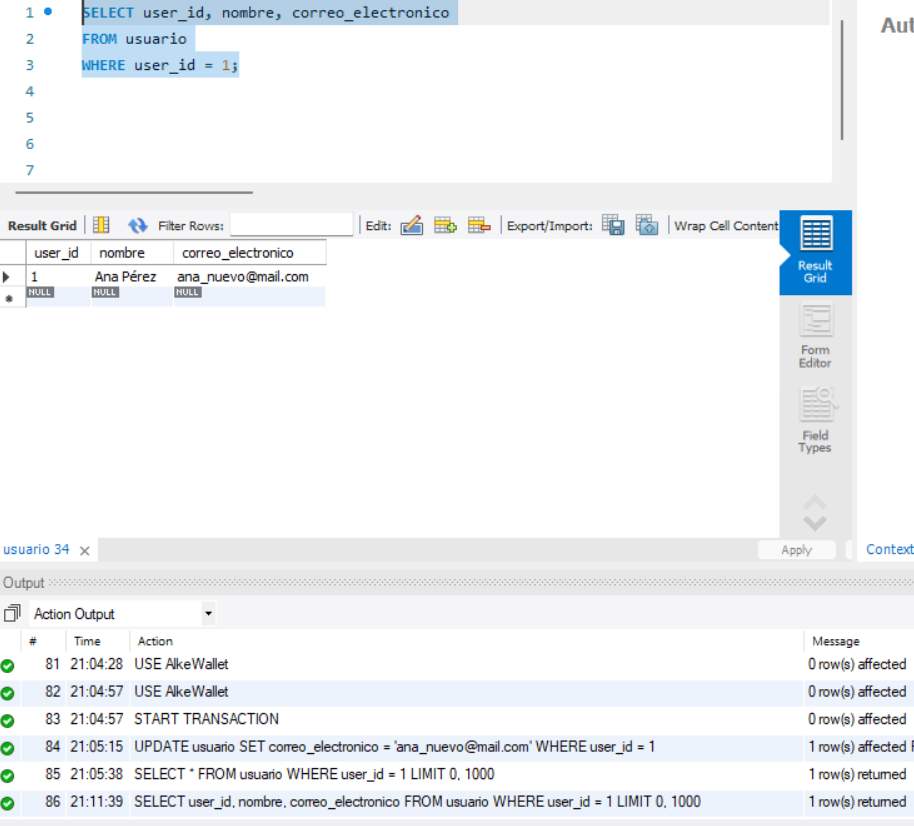 1 SELECT user_id, nombre, correo_electronico
Aut
2 FROM usuario
3 WHERE user_id = 1;
4
5
6
7
Result Grid Filter Rows: Edit: Export/Import: Wrap Cell Content
user_id nombre correo_electronico
1 Ana Pérez ana_nuevo@mail.com
NULL NULL NULL
Result
Grid
Form
Editor
Field
Types
usuario 34 Apply Context
Output
Action Output
# Time Action Message
81 21:04:28 USE AlkeWallet 0 row(s) affected
82 21:04:57 USE AlkeWallet 0 row(s) affected
83 21:04:57 START TRANSACTION 0 row(s) affected
84 21:05:15 UPDATE usuario SET correo_electronico = 'ana_nuevo@mail.com' WHERE user_id = 1 1 row(s) affected
85 21:05:38 SELECT * FROM usuario WHERE user_id = 1 LIMIT 0, 1000 1 row(s) returned
86 21:11:39 SELECT user_id, nombre, correo_electronico FROM usuario WHERE user_id = 1 LIMIT 0, 1000 1 row(s) returned